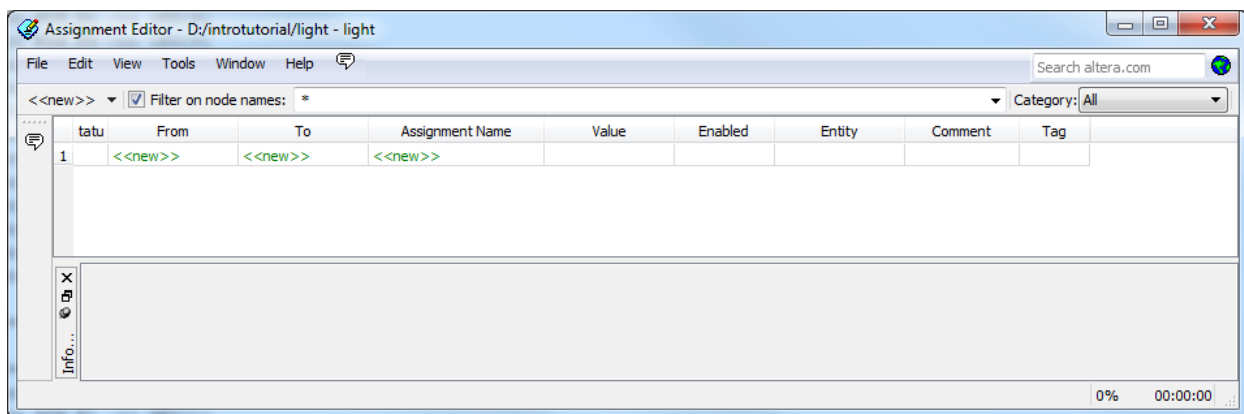 Assignment Editor - D:/introtutorial/light - light
File Edit View Tools Window Help Search altera.com
<<new>> Filter on node names: * Category: All
tatu From To Assignment Name Value Enabled Entity Comment Tag
1 <<new>> <<new>> <<new>>
Info...
0% 00:00:00